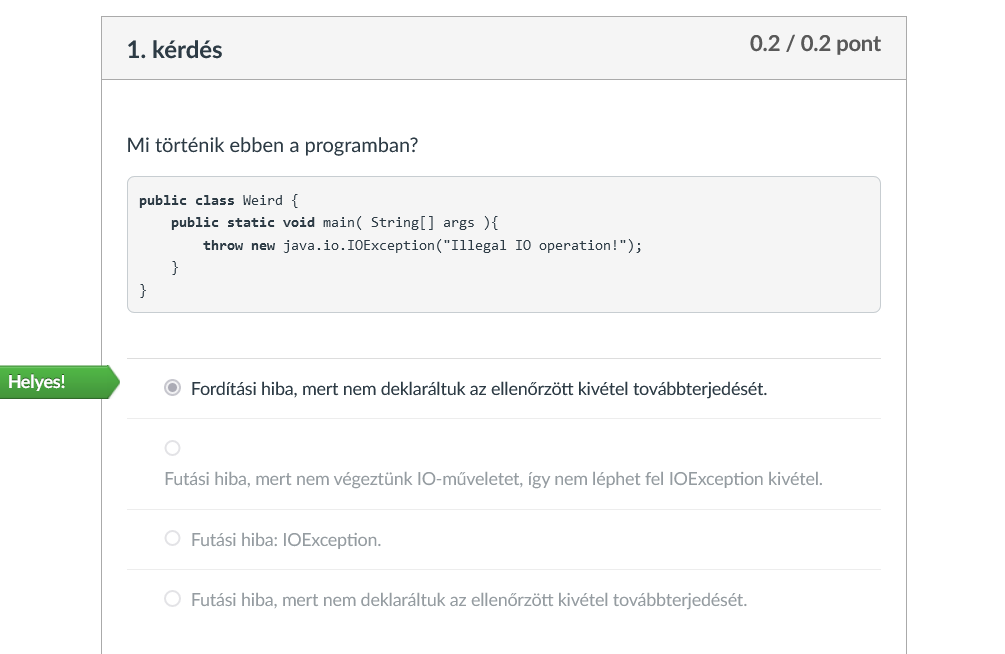 1. kérdés
0.2 / 0.2 pont
Mi történik ebben a programban?
public class Weird {
    public static void main( String[] args ){
        throw new java.io.IOException("Illegal IO operation!");
    }
}
Helyes!
Fordítási hiba, mert nem deklaráltuk az ellenőrzött kivétel továbbterjedését.
Futási hiba, mert nem végeztünk IO-műveletet, így nem léphet fel IOException kivétel.
Futási hiba: IOException.
Futási hiba, mert nem deklaráltuk az ellenőrzött kivétel továbbterjedését.